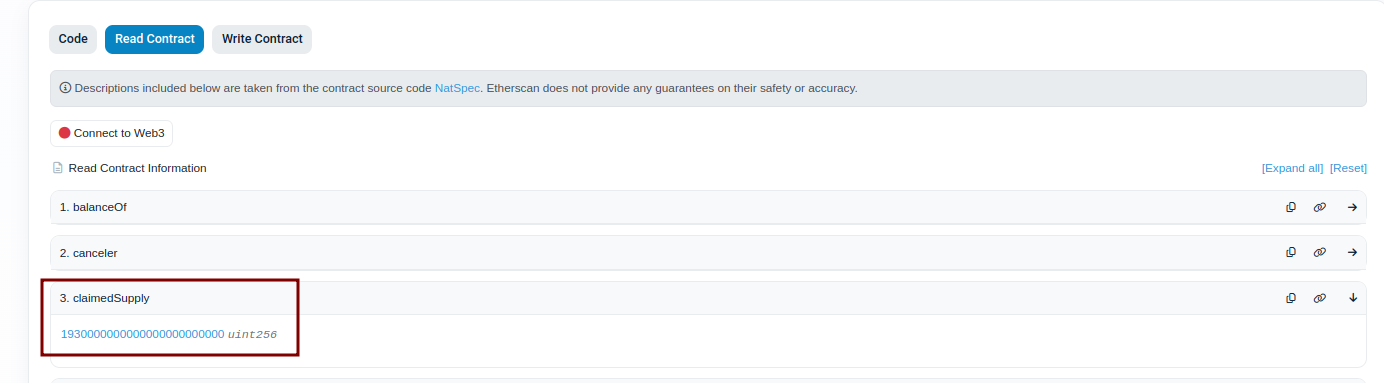 Code
Read Contract
Write Contract
Descriptions included below are taken from the contract source code NatSpec. Etherscan does not provide any guarantees on their safety or accuracy.
Connect to Web3
Read Contract Information [Expand all] [Reset]
1. balanceOf
2. canceler
3. claimedSupply
1930000000000000000000000 uint256